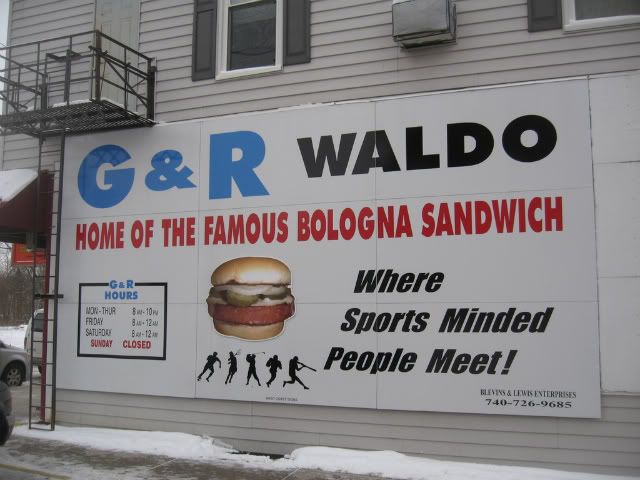 G & R WALDO
HOME OF THE FAMOUS BOLOGNA SANDWICH
G & R
HOURS
MON - THUR 8 AM - 10 PM
FRIDAY 8 AM - 12 AM
SATURDAY 8 AM - 12 AM
SUNDAY CLOSED
Where
Sports Minded
People Meet!
BLEVINS & LEWIS ENTERPRISES
740-726-9685